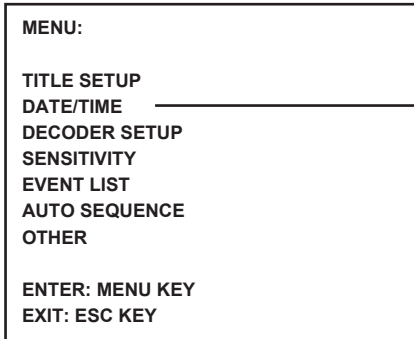 MENU:
TITLE SETUP
DATE/TIME
DECODER SETUP
SENSITIVITY
EVENT LIST
AUTO SEQUENCE
OTHER
ENTER: MENU KEY
EXIT: ESC KEY